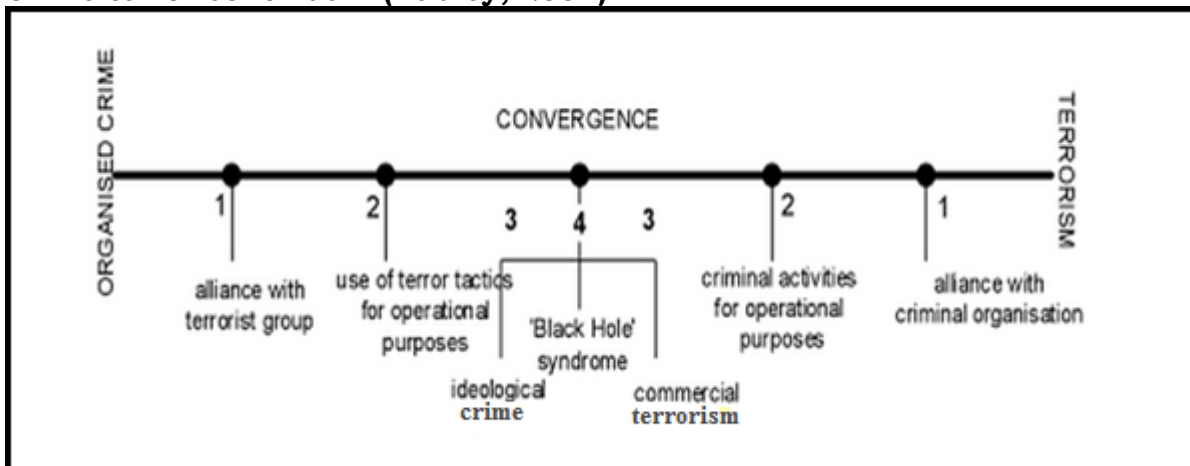 ORGANISED CRIME
CONVERGENCE
TERRORISM
1
2
3
4
3
2
1
alliance with
terrorist group
use of terror tactics
for operational
purposes
'Black Hole'
syndrome
criminal activities
for operational
purposes
alliance with
criminal organisation
ideological
crime
commercial
terrorism